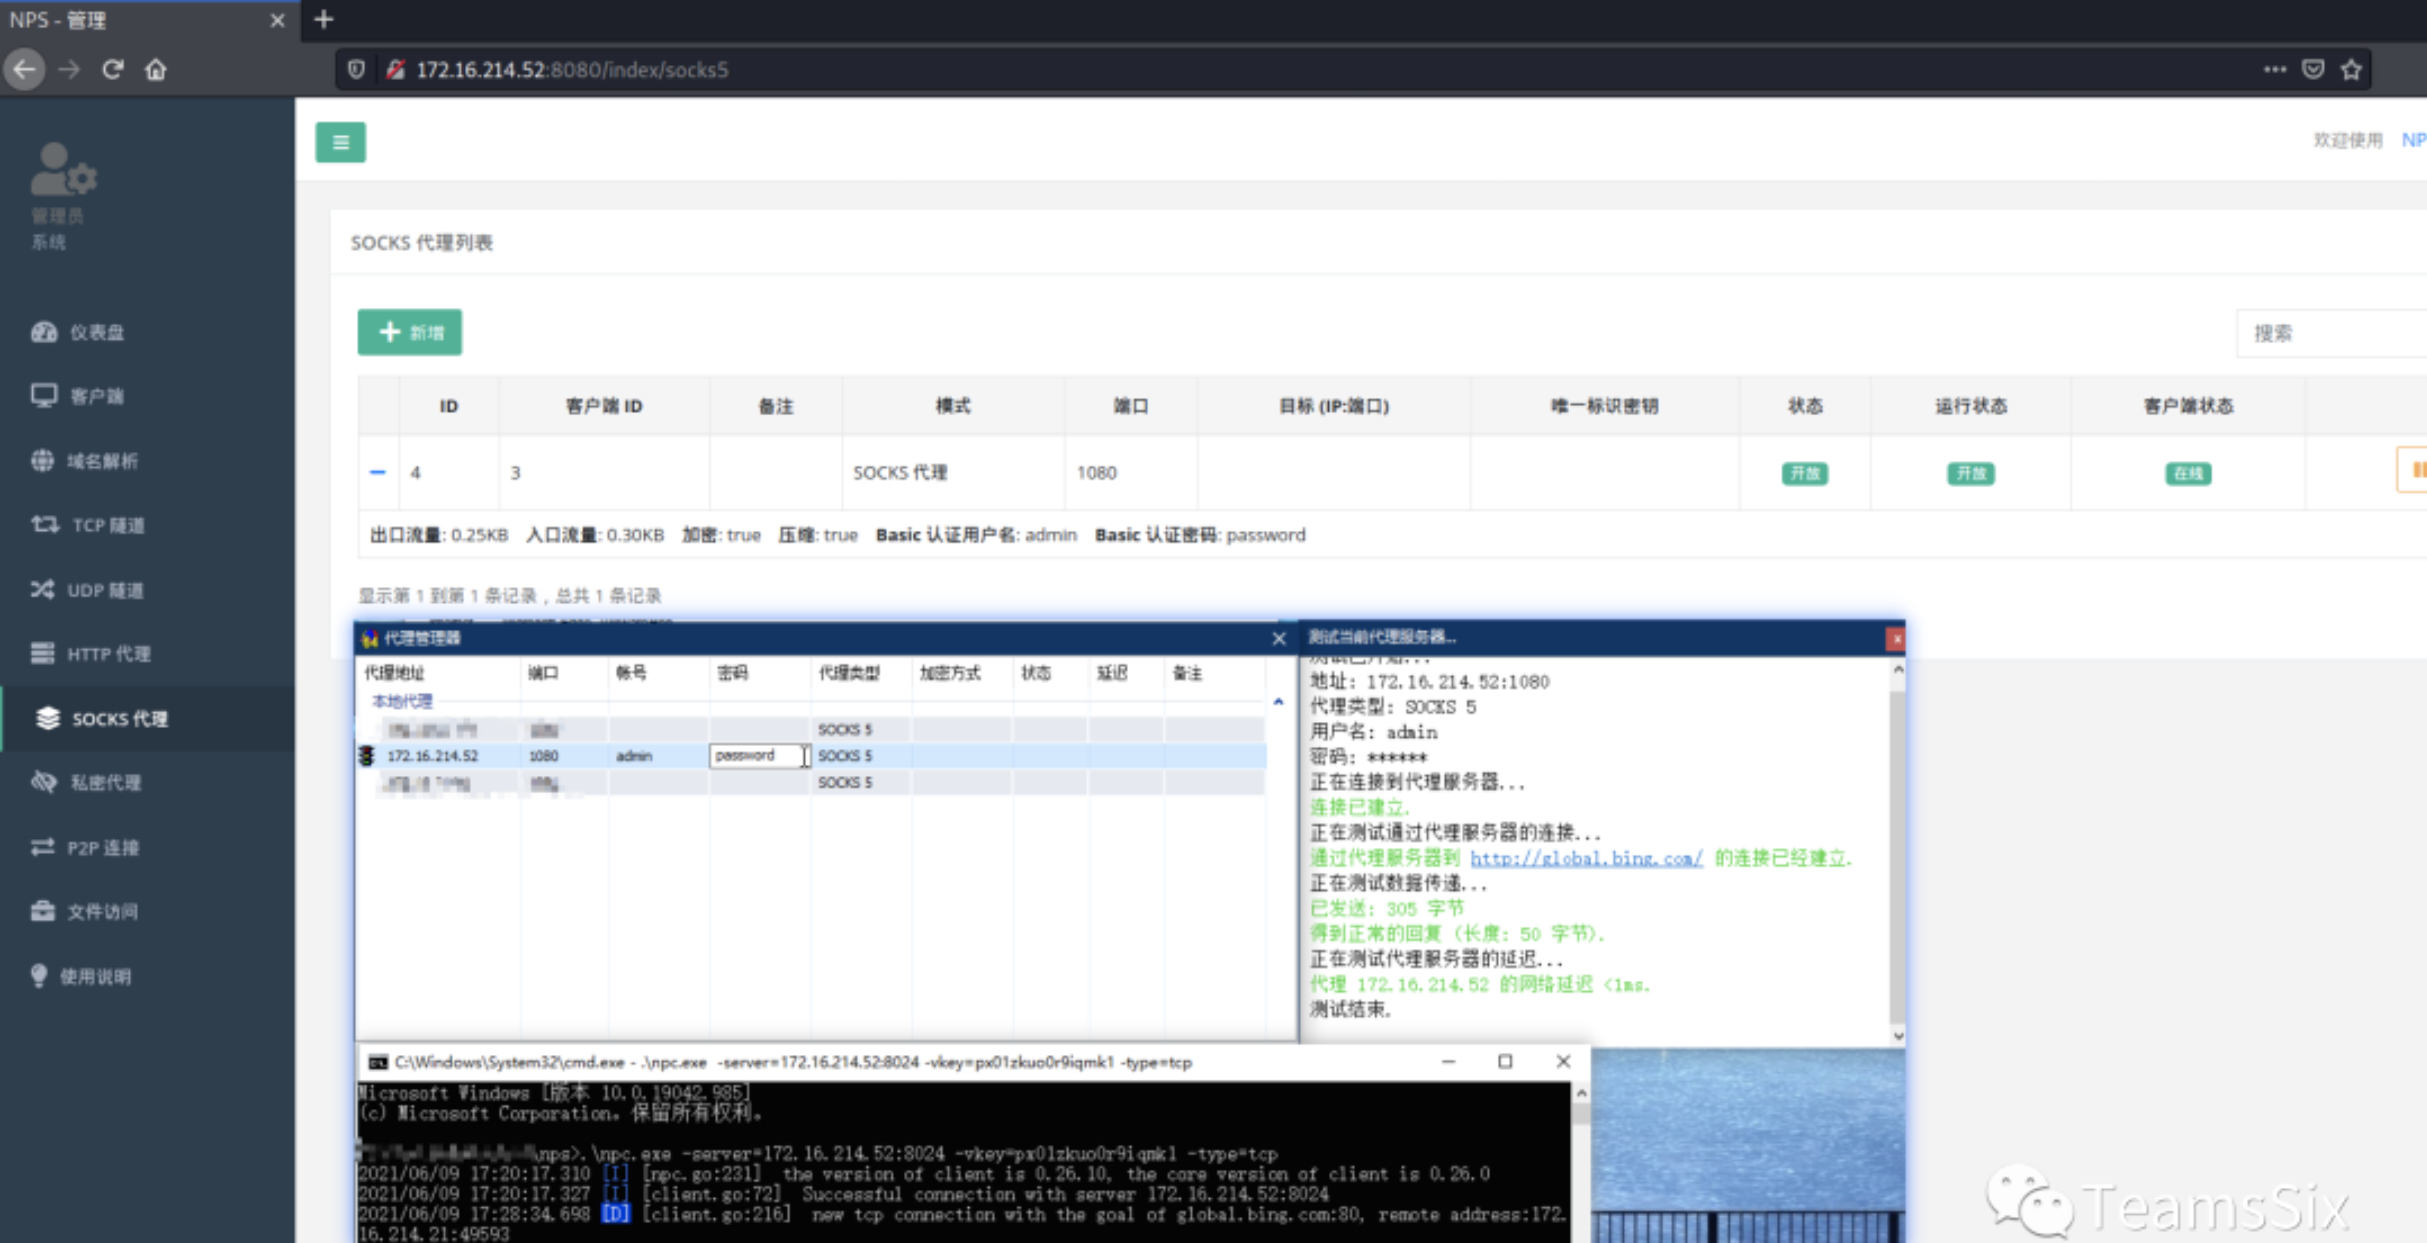 NPS - 管理
172.16.214.52:8080/index/socks5
欢迎使用 NP
管理员
系统
仪表盘
客户端
域名解析
TCP 隧道
UDP 隧道
HTTP 代理
SOCKS 代理
私密代理
P2P 连接
文件访问
使用说明
SOCKS 代理列表
新增
搜索
ID 客户端 ID 备注 模式 端口 目标 (IP:端口) 唯一标识密钥 状态 运行状态 客户端状态
4 3 SOCKS 代理 1080 开放 开放 在线
出口流量: 0.25KB 入口流量: 0.30KB 加密: true 压缩: true Basic 认证用户名: admin Basic 认证密码: password
显示第 1 到第 1 条记录，总共 1 条记录
代理管理器
代理地址 端口 帐号 密码 代理类型 加密方式 状态 延迟 备注
本地代理
SOCKS 5
172.16.214.52 1080 admin password SOCKS 5
SOCKS 5
测试当前代理服务器...
测试已开始...
地址: 172.16.214.52:1080
代理类型: SOCKS 5
用户名: admin
密码: ******
正在连接到代理服务器...
连接已建立.
正在测试通过代理服务器的连接...
通过代理服务器到 http://global.bing.com/ 的连接已经建立.
正在测试数据传递...
已发送: 305 字节
得到正常的回复 (长度: 50 字节).
正在测试代理服务器的延迟...
代理 172.16.214.52 的网络延迟 <1ms.
测试结束.
C:\Windows\System32\cmd.exe - .\npc.exe -server=172.16.214.52:8024 -vkey=px01zkuo0r9iqmk1 -type=tcp
Microsoft Windows [版本 10.0.19042.985]
(c) Microsoft Corporation。保留所有权利。
\nps>.\npc.exe -server=172.16.214.52:8024 -vkey=px01zkuo0r9iqmk1 -type=tcp
2021/06/09 17:20:17.310 [I] [npc.go:231] the version of client is 0.26.10, the core version of client is 0.26.0
2021/06/09 17:20:17.327 [I] [client.go:72] Successful connection with server 172.16.214.52:8024
2021/06/09 17:28:34.698 [D] [client.go:216] new tcp connection with the goal of global.bing.com:80, remote address:172.
16.214.21:49593
TeamsSix